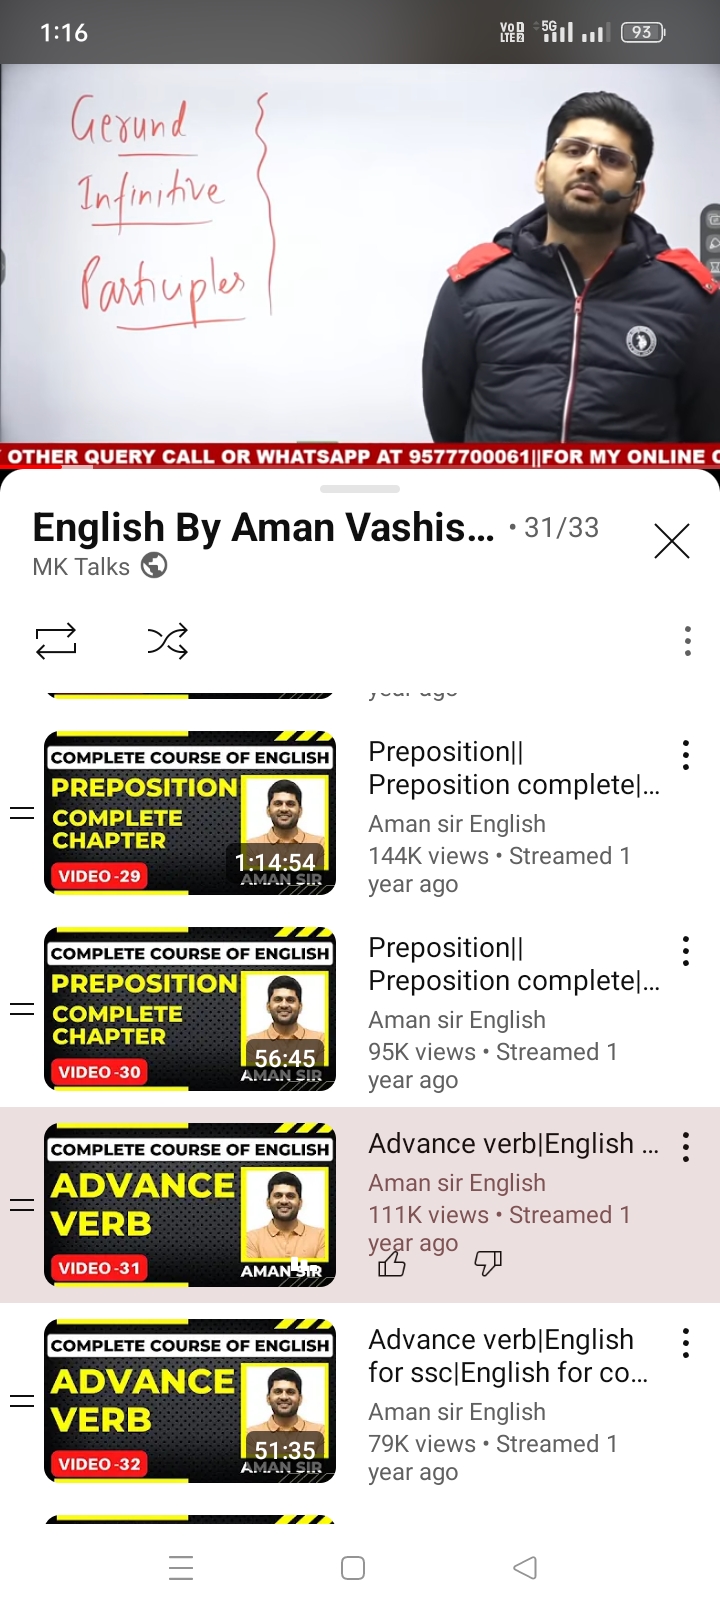 1:16
Vo D
LTE 2
5G
93
Gerund
Infinitive
Participles
OTHER QUERY CALL OR WHATSAPP AT 9577700061||FOR MY ONLINE
English By Aman Vashis... • 31/33
MK Talks
year ago
COMPLETE COURSE OF ENGLISH
PREPOSITION
COMPLETE
CHAPTER
VIDEO -29
1:14:54
AMAN SIR
Preposition||
Preposition complete|...
Aman sir English
144K views • Streamed 1
year ago
COMPLETE COURSE OF ENGLISH
PREPOSITION
COMPLETE
CHAPTER
VIDEO -30
56:45
AMAN SIR
Preposition||
Preposition complete|...
Aman sir English
95K views • Streamed 1
year ago
COMPLETE COURSE OF ENGLISH
ADVANCE
VERB
VIDEO -31
AMAN SIR
Advance verb|English ...
Aman sir English
111K views • Streamed 1
year ago
COMPLETE COURSE OF ENGLISH
ADVANCE
VERB
VIDEO -32
51:35
AMAN SIR
Advance verb|English
for ssc|English for co...
Aman sir English
79K views • Streamed 1
year ago